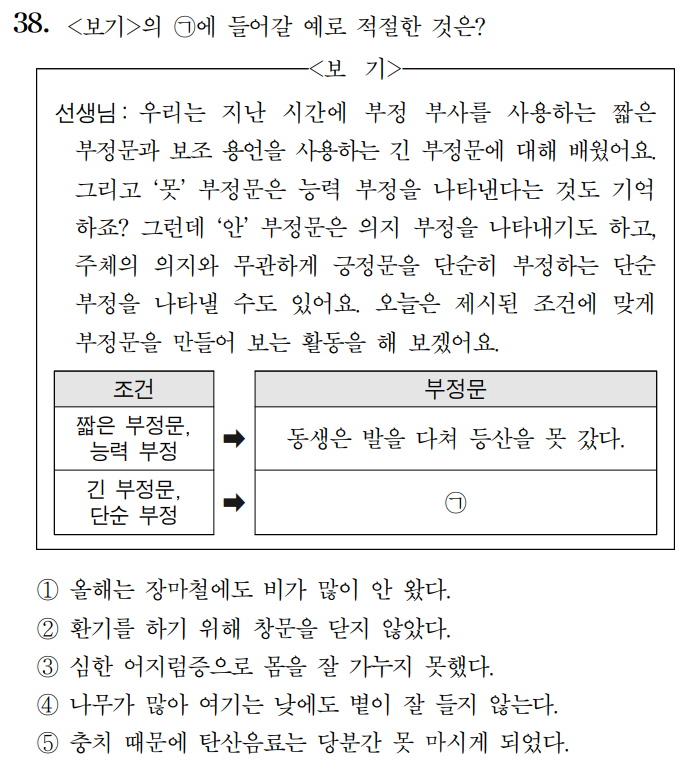 38. <보기>의 ㉠에 들어갈 예로 적절한 것은?
<보 기>
선생님 : 우리는 지난 시간에 부정 부사를 사용하는 짧은
부정문과 보조 용언을 사용하는 긴 부정문에 대해 배웠어요.
그리고 ‘못’ 부정문은 능력 부정을 나타낸다는 것도 기억
하죠? 그런데 ‘안’ 부정문은 의지 부정을 나타내기도 하고,
주체의 의지와 무관하게 긍정문을 단순히 부정하는 단순
부정을 나타낼 수도 있어요. 오늘은 제시된 조건에 맞게
부정문을 만들어 보는 활동을 해 보겠어요.
조건 부정문
짧은 부정문,
능력 부정 ➡ 동생은 발을 다쳐 등산을 못 갔다.
긴 부정문,
단순 부정 ➡ ㉠
① 올해는 장마철에도 비가 많이 안 왔다.
② 환기를 하기 위해 창문을 닫지 않았다.
③ 심한 어지럼증으로 몸을 잘 가누지 못했다.
④ 나무가 많아 여기는 낮에도 볕이 잘 들지 않는다.
⑤ 충치 때문에 탄산음료는 당분간 못 마시게 되었다.